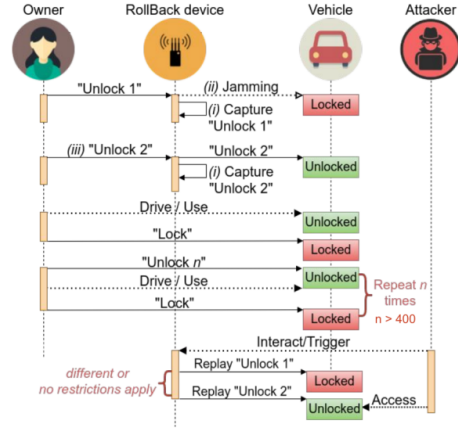 Owner RollBack device Vehicle Attacker
"Unlock 1" (ii) Jamming
(i) Capture Locked
"Unlock 1"
(iii) "Unlock 2" "Unlock 2"
(i) Capture Unlocked
"Unlock 2"
Drive / Use Unlocked
"Lock" Locked
"Unlock n" Unlocked
Drive / Use Repeat n
times
"Lock" Locked n > 400
Interact/Trigger
different or Replay "Unlock 1" Locked
no restrictions apply Replay "Unlock 2" Unlocked Access